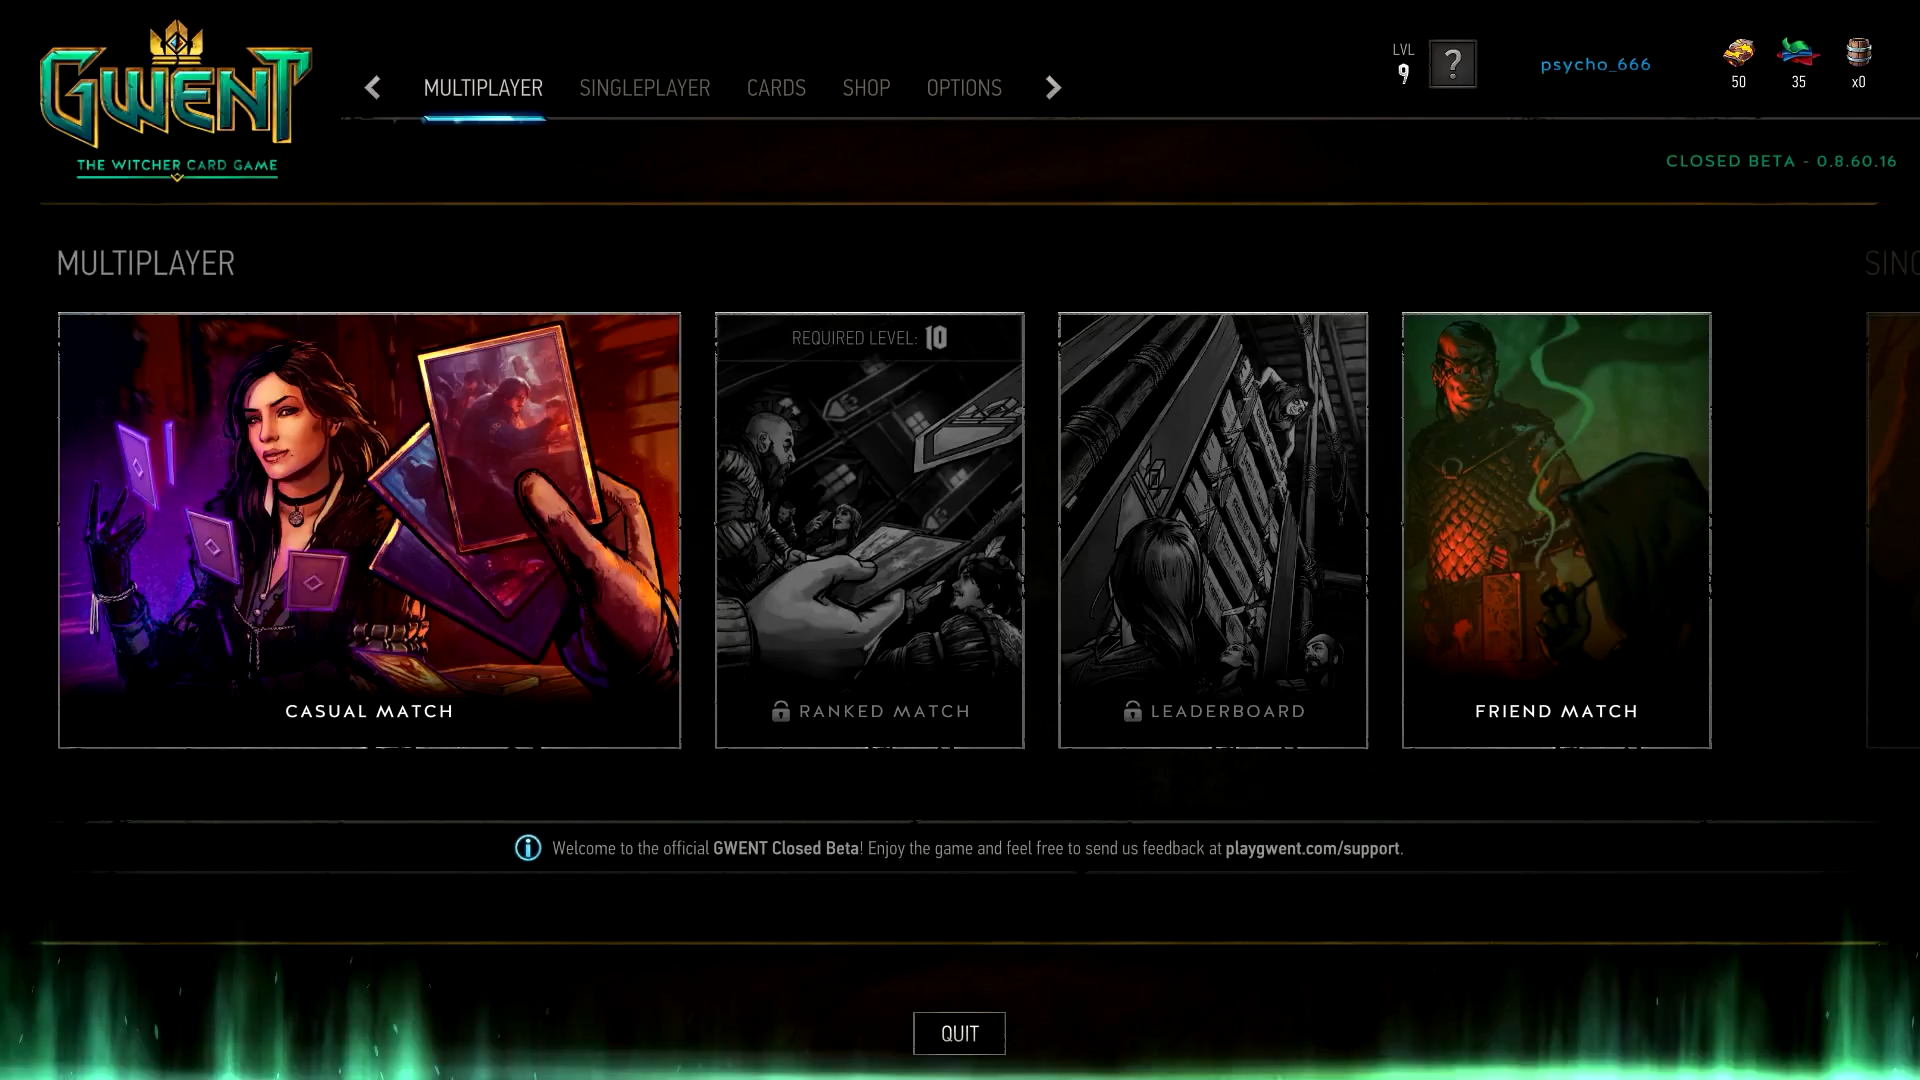 GWENT
THE WITCHER CARD GAME
MULTIPLAYER SINGLEPLAYER CARDS SHOP OPTIONS
LVL
9
?
psycho_666
50 35 x0
CLOSED BETA - 0.8.60.16
MULTIPLAYER
REQUIRED LEVEL: 10
CASUAL MATCH
RANKED MATCH
LEADERBOARD
FRIEND MATCH
Welcome to the official GWENT Closed Beta! Enjoy the game and feel free to send us feedback at playgwent.com/support.
QUIT